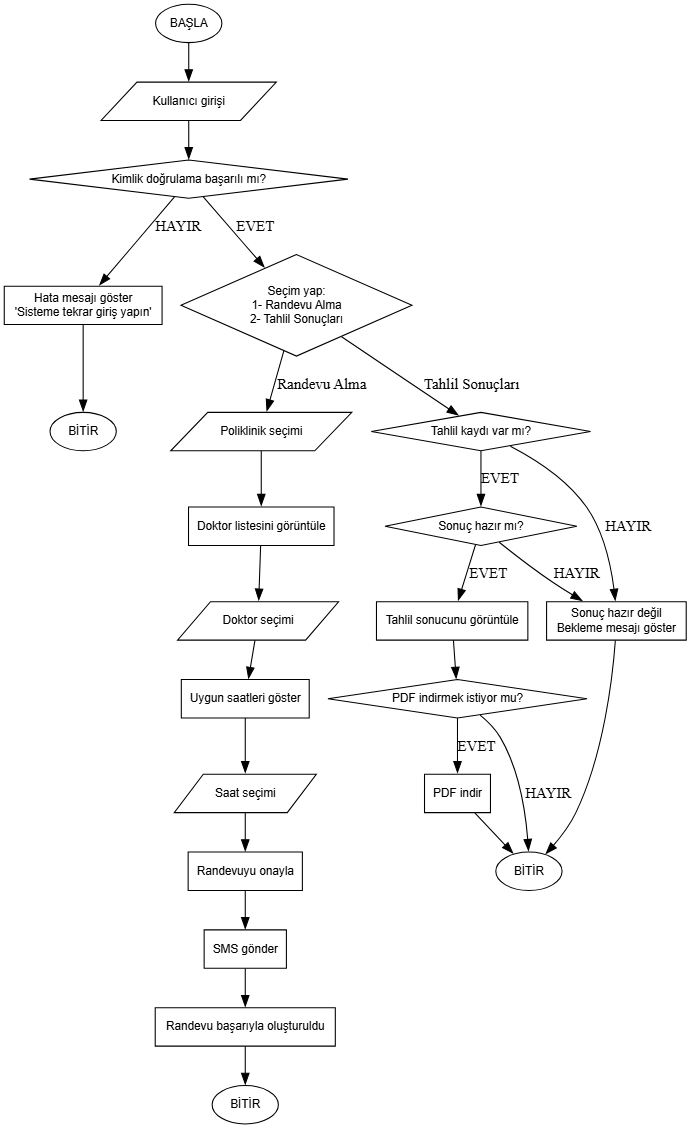 BAŞLA
Kullanıcı girişi
Kimlik doğrulama başarılı mı?
HAYIR
EVET
Hata mesajı göster
'Sisteme tekrar giriş yapın'
BİTİR
Seçim yap:
1- Randevu Alma
2- Tahlil Sonuçları
Randevu Alma
Tahlil Sonuçları
Poliklinik seçimi
Doktor listesini görüntüle
Doktor seçimi
Uygun saatleri göster
Saat seçimi
Randevuyu onayla
SMS gönder
Randevu başarıyla oluşturuldu
BİTİR
Tahlil kaydı var mı?
EVET
HAYIR
Sonuç hazır mı?
EVET
HAYIR
Tahlil sonucunu görüntüle
Sonuç hazır değil
Bekleme mesajı göster
PDF indirmek istiyor mu?
EVET
HAYIR
PDF indir
BİTİR